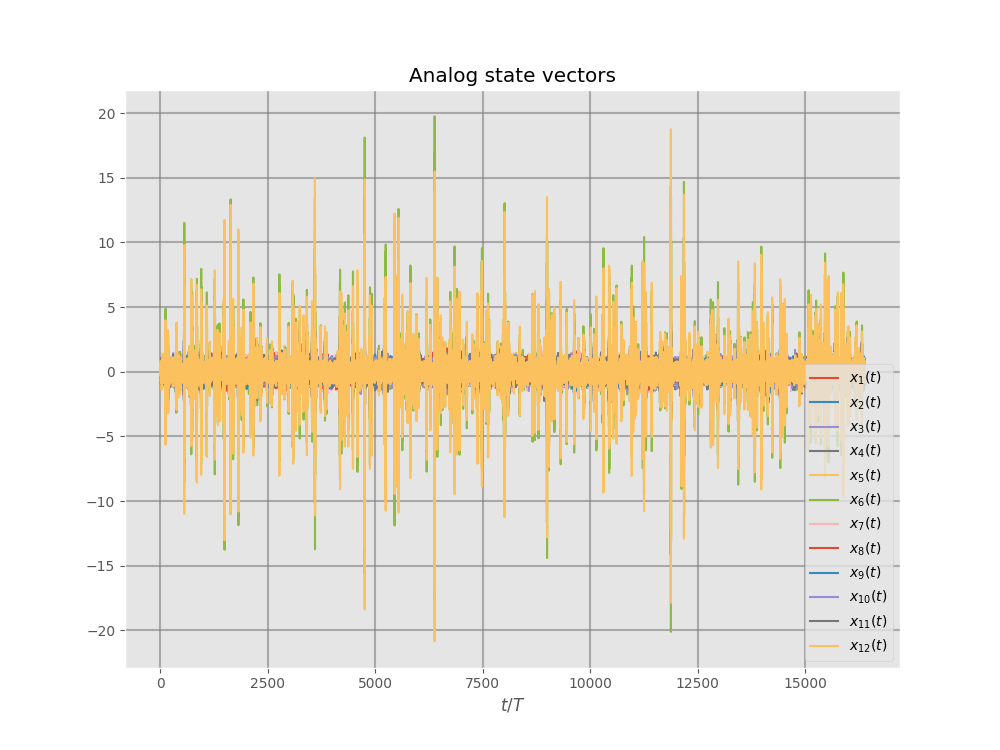 Analog state vectors
20
15
10
5
0
−5
−10
−15
−20
0 2500 5000 7500 10000 12500 15000
t/T
x₁(t)
x₂(t)
x₃(t)
x₄(t)
x₅(t)
x₆(t)
x₇(t)
x₈(t)
x₉(t)
x₁₀(t)
x₁₁(t)
x₁₂(t)